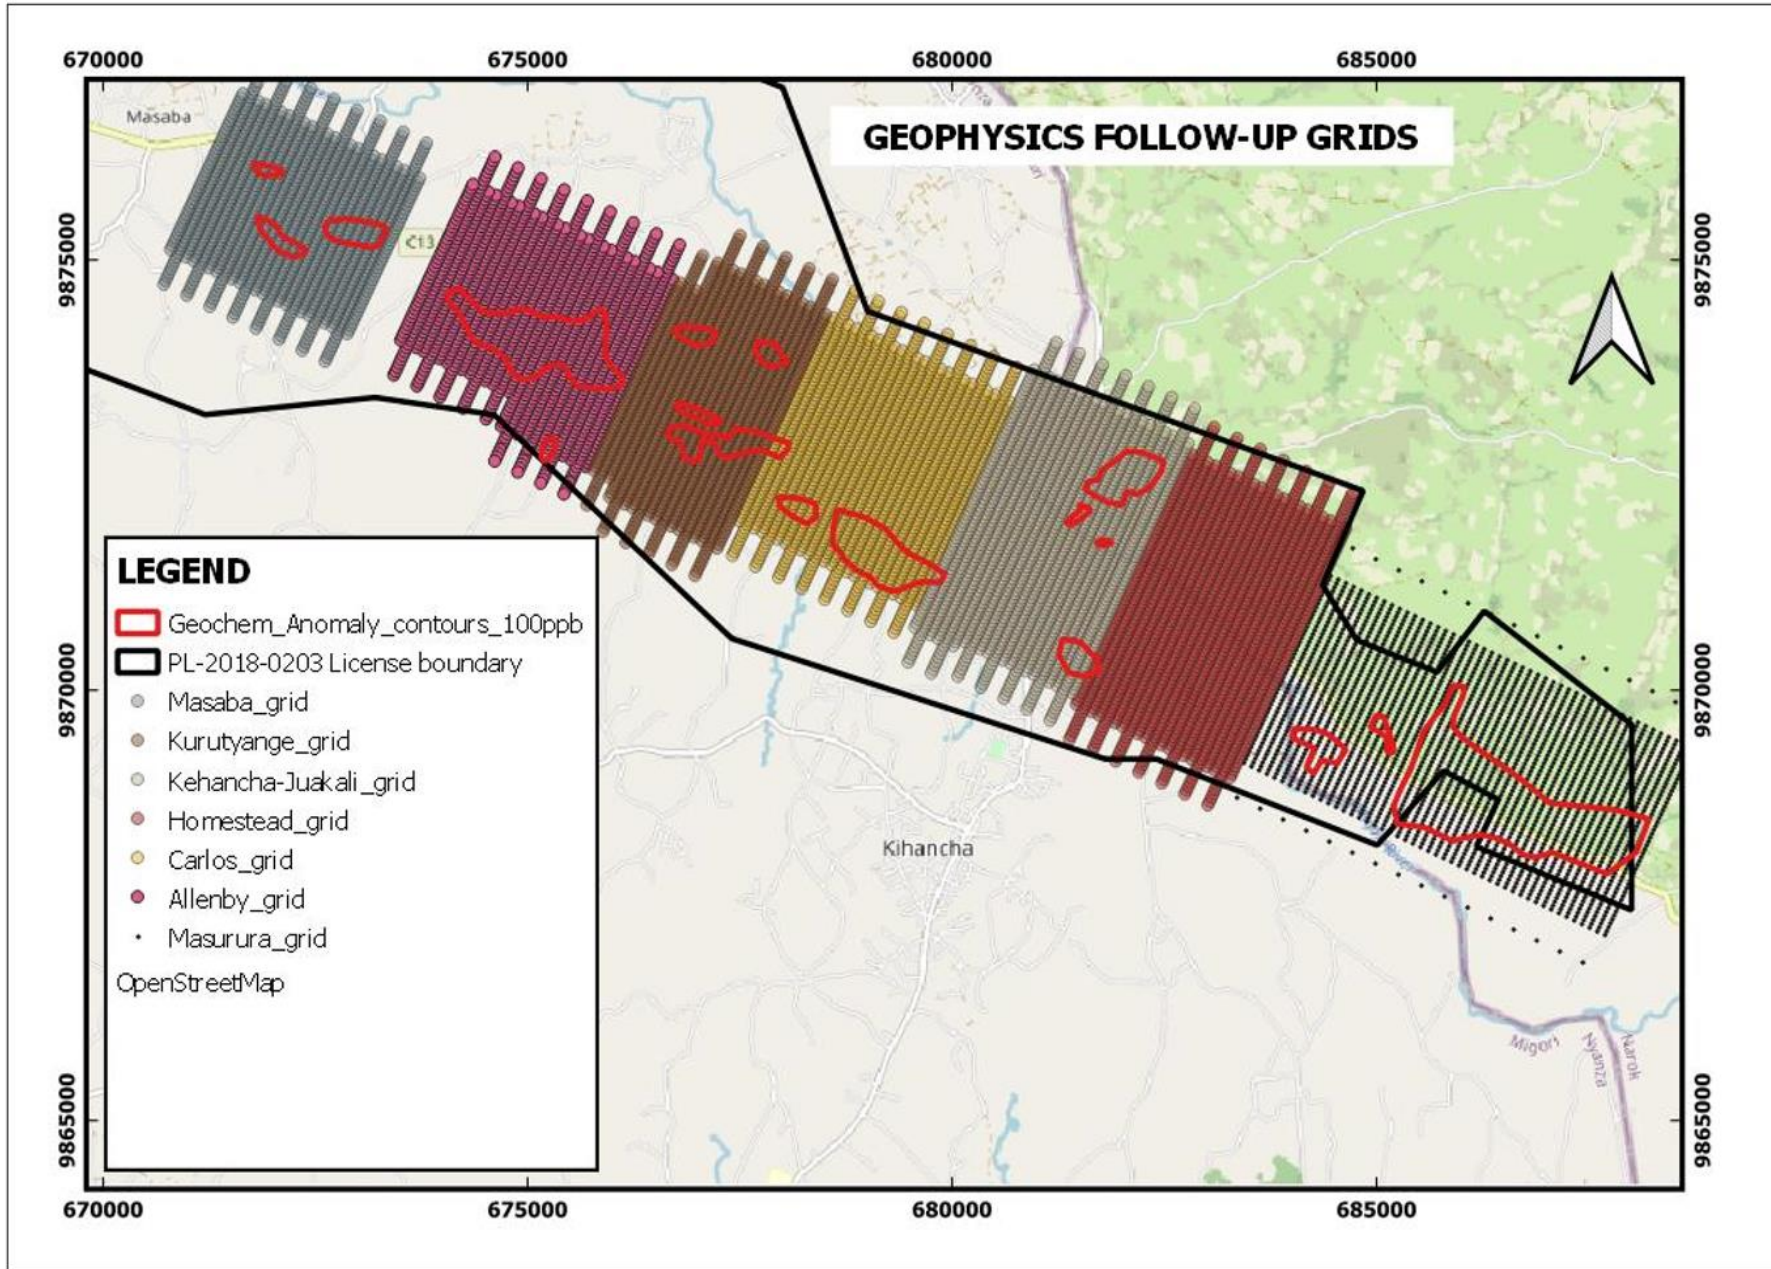 670000 675000 680000 685000
GEOPHYSICS FOLLOW-UP GRIDS
Masaba
C13
9875000
9875000
LEGEND
Geochem_Anomaly_contours_100ppb
PL-2018-0203 License boundary
Masaba_grid
Kurutyange_grid
Kehancha-Juakali_grid
Homestead_grid
Carlos_grid
Allenby_grid
Masurura_grid
OpenStreetMap
9870000
9870000
Kihancha
River
Migori
Nyanza
Narok
9865000
9865000
670000 675000 680000 685000